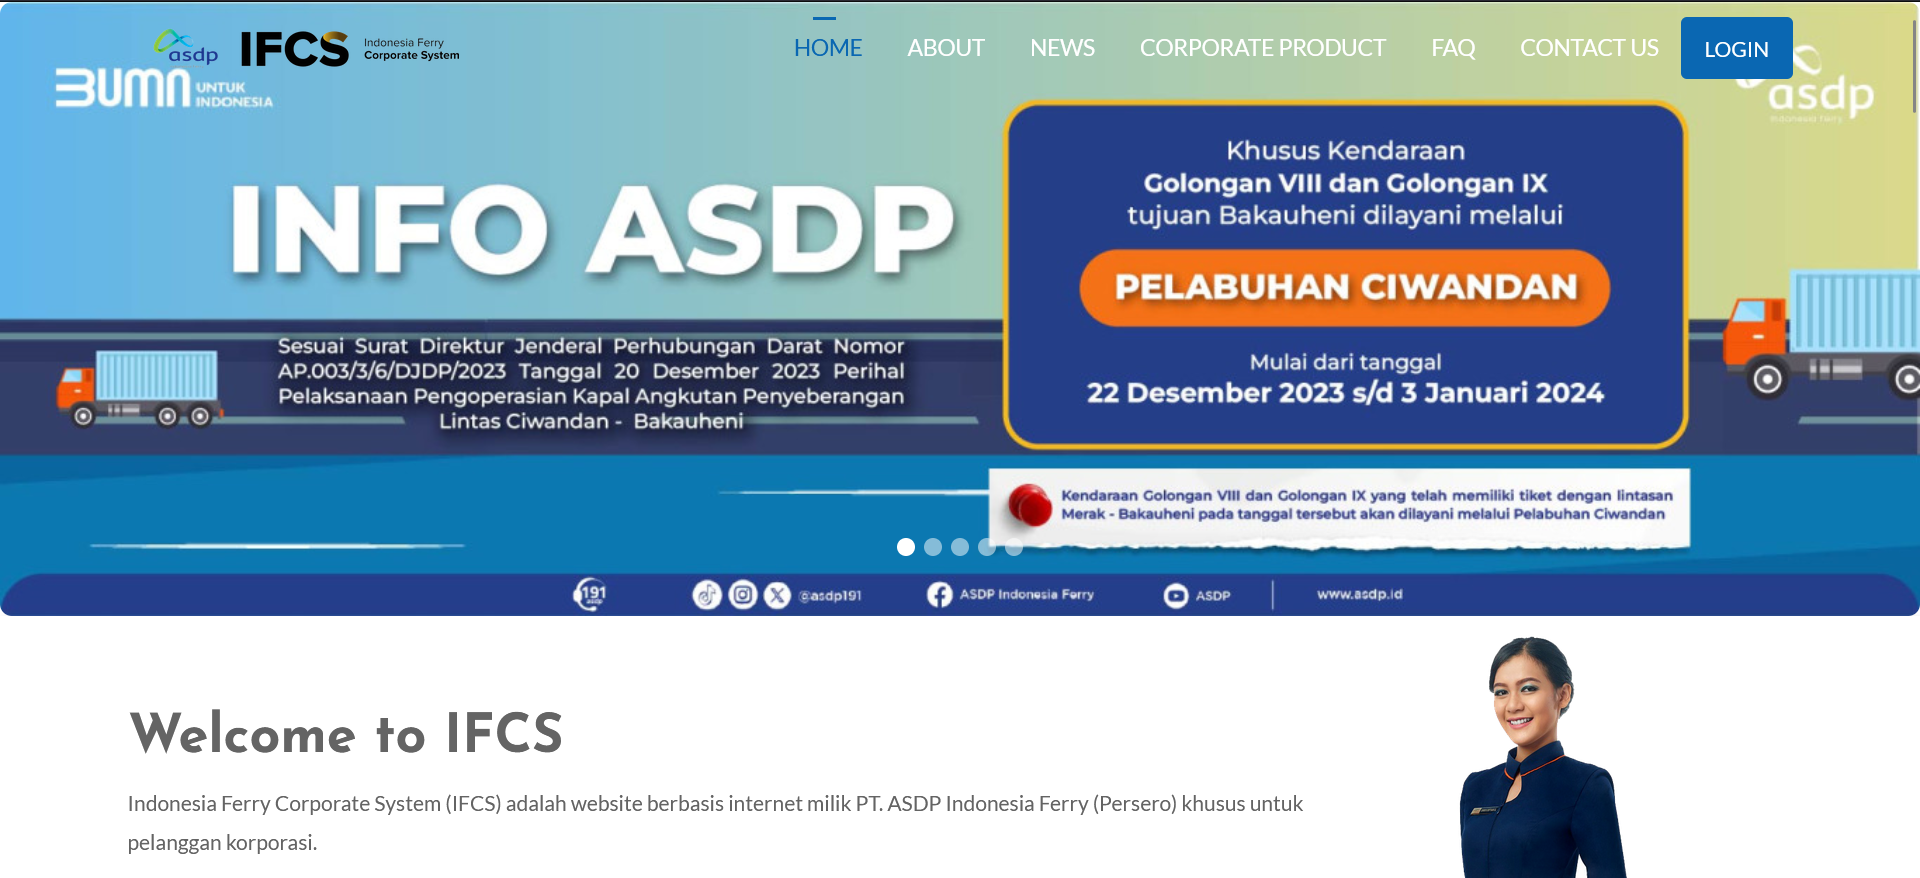 asdp IFCS Indonesia Ferry
Corporate System
HOME ABOUT NEWS CORPORATE PRODUCT FAQ CONTACT US LOGIN
BUMN UNTUK
INDONESIA
asdp
Indonesia Ferry
INFO ASDP
Sesuai Surat Direktur Jenderal Perhubungan Darat Nomor
AP.003/3/6/DJDP/2023 Tanggal 20 Desember 2023 Perihal
Pelaksanaan Pengoperasian Kapal Angkutan Penyeberangan
Lintas Ciwandan - Bakauheni
Khusus Kendaraan
Golongan VIII dan Golongan IX
tujuan Bakauheni dilayani melalui
PELABUHAN CIWANDAN
Mulai dari tanggal
22 Desember 2023 s/d 3 Januari 2024
Kendaraan Golongan VIII dan Golongan IX yang telah memiliki tiket dengan lintasan
Merak - Bakauheni pada tanggal tersebut akan dilayani melalui Pelabuhan Ciwandan
191
asdp
@asdp191
ASDP Indonesia Ferry
ASDP
www.asdp.id
Welcome to IFCS
Indonesia Ferry Corporate System (IFCS) adalah website berbasis internet milik PT. ASDP Indonesia Ferry (Persero) khusus untuk
pelanggan korporasi.